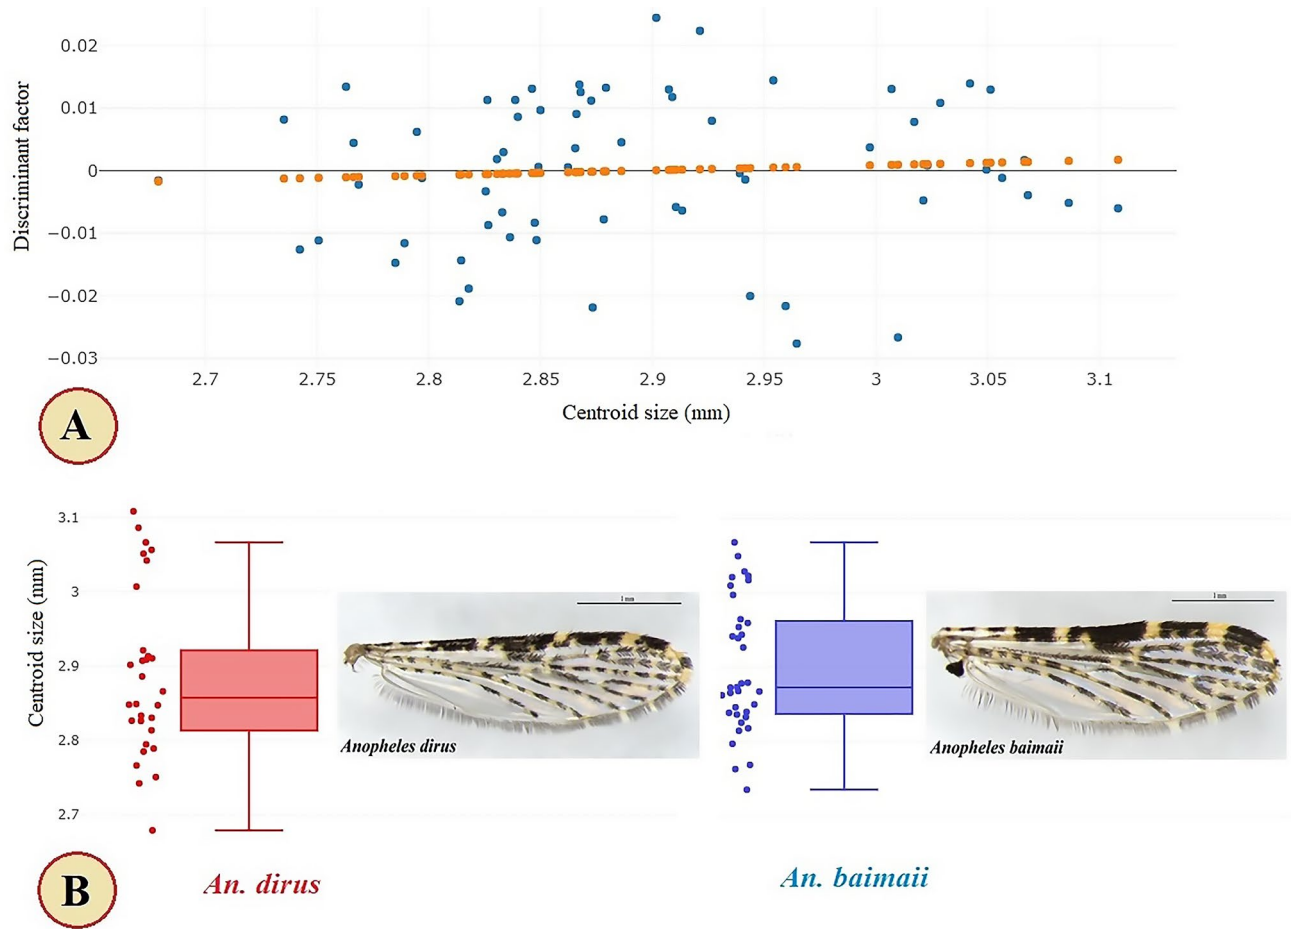 0.02
0.01
0
−0.01
−0.02
−0.03
Discriminant factor
2.7 2.75 2.8 2.85 2.9 2.95 3 3.05 3.1
Centroid size (mm)
A
3.1
3
2.9
2.8
2.7
Centroid size (mm)
1 mm
Anopheles dirus
1 mm
Anopheles baimaii
An. dirus
An. baimaii
B